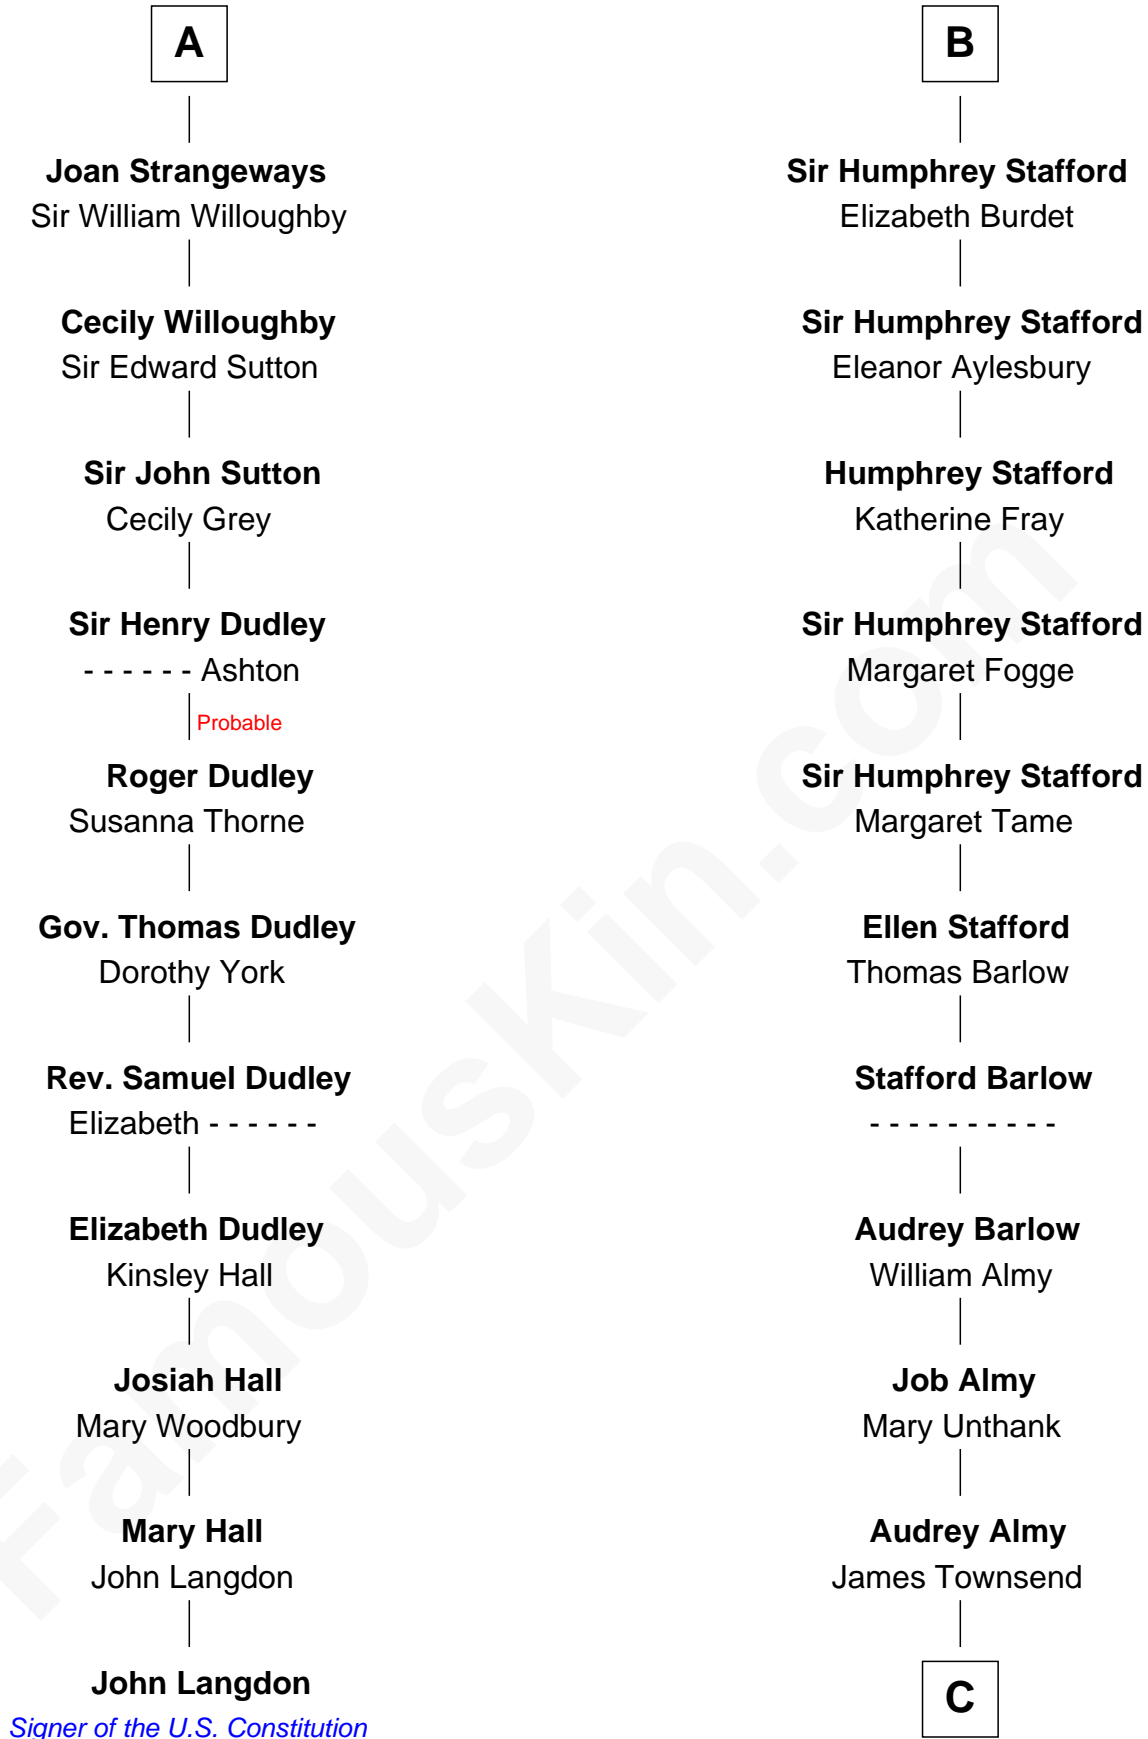 A
Joan Strangeways
Sir William Willoughby
Cecily Willoughby
Sir Edward Sutton
Sir John Sutton
Cecily Grey
Sir Henry Dudley
- - - - - - Ashton
Probable
Roger Dudley
Susanna Thorne
Gov. Thomas Dudley
Dorothy York
Rev. Samuel Dudley
Elizabeth - - - - - -
Elizabeth Dudley
Kinsley Hall
Josiah Hall
Mary Woodbury
Mary Hall
John Langdon
John Langdon
Signer of the U.S. Constitution
B
Sir Humphrey Stafford
Elizabeth Burdet
Sir Humphrey Stafford
Eleanor Aylesbury
Humphrey Stafford
Katherine Fray
Sir Humphrey Stafford
Margaret Fogge
Sir Humphrey Stafford
Margaret Tame
Ellen Stafford
Thomas Barlow
Stafford Barlow
- - - - - - - - - -
Audrey Barlow
William Almy
Job Almy
Mary Unthank
Audrey Almy
James Townsend
C
FamousKin.com